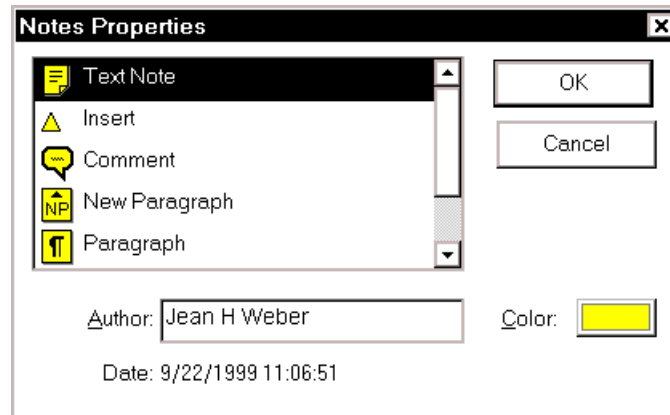 Notes Properties
Text Note
OK
Insert
Cancel
Comment
NP New Paragraph
¶ Paragraph
Author: Jean H Weber
Color:
Date: 9/22/1999 11:06:51